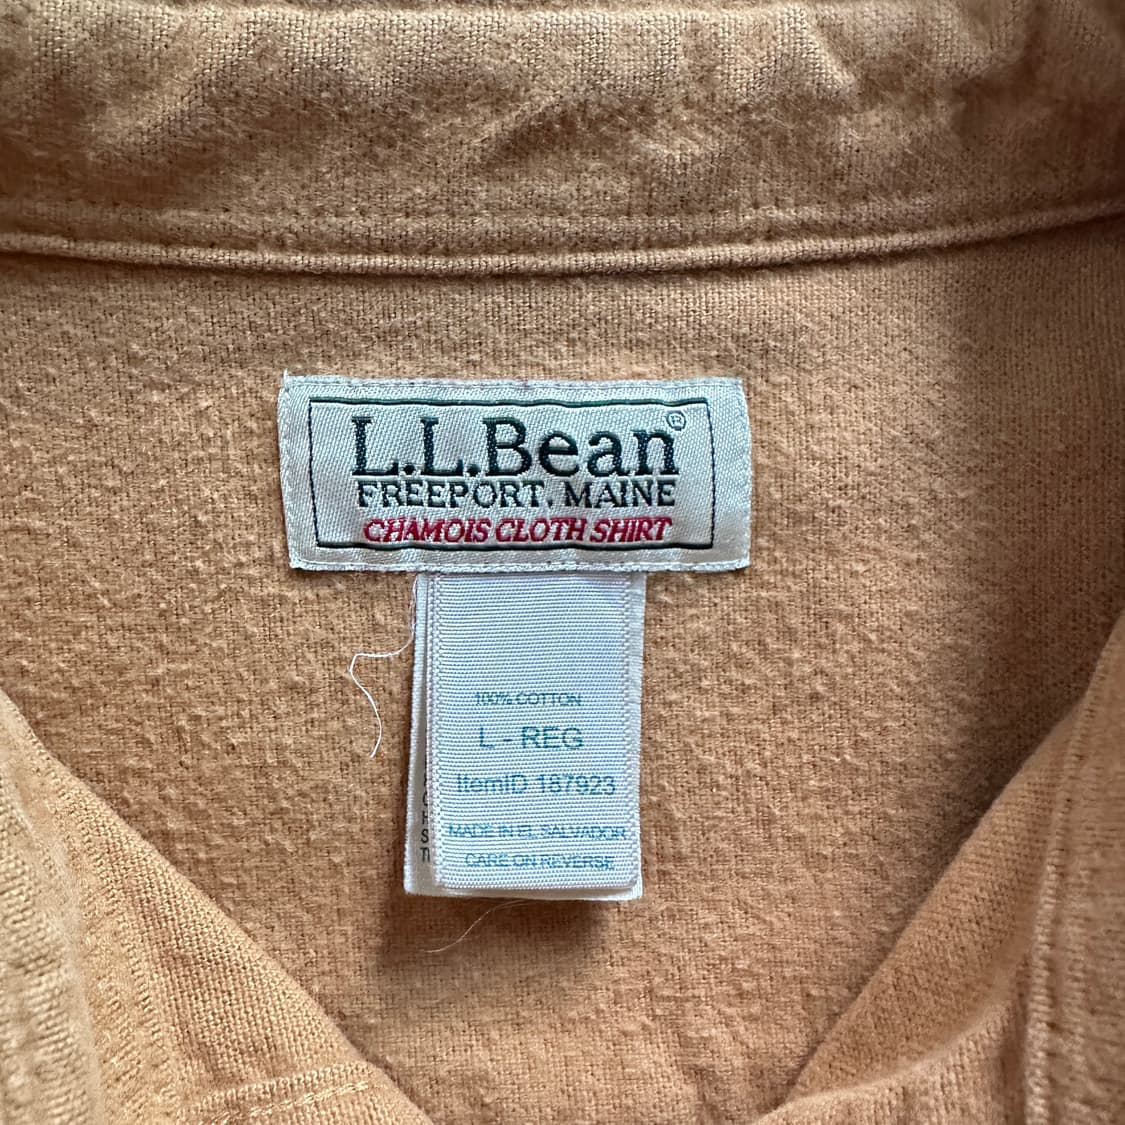 L.L.Bean®
FREEPORT, MAINE
CHAMOIS CLOTH SHIRT
100% COTTON
L - REG
ItemID 187923
MADE IN EL SALVADOR
CARE ON REVERSE